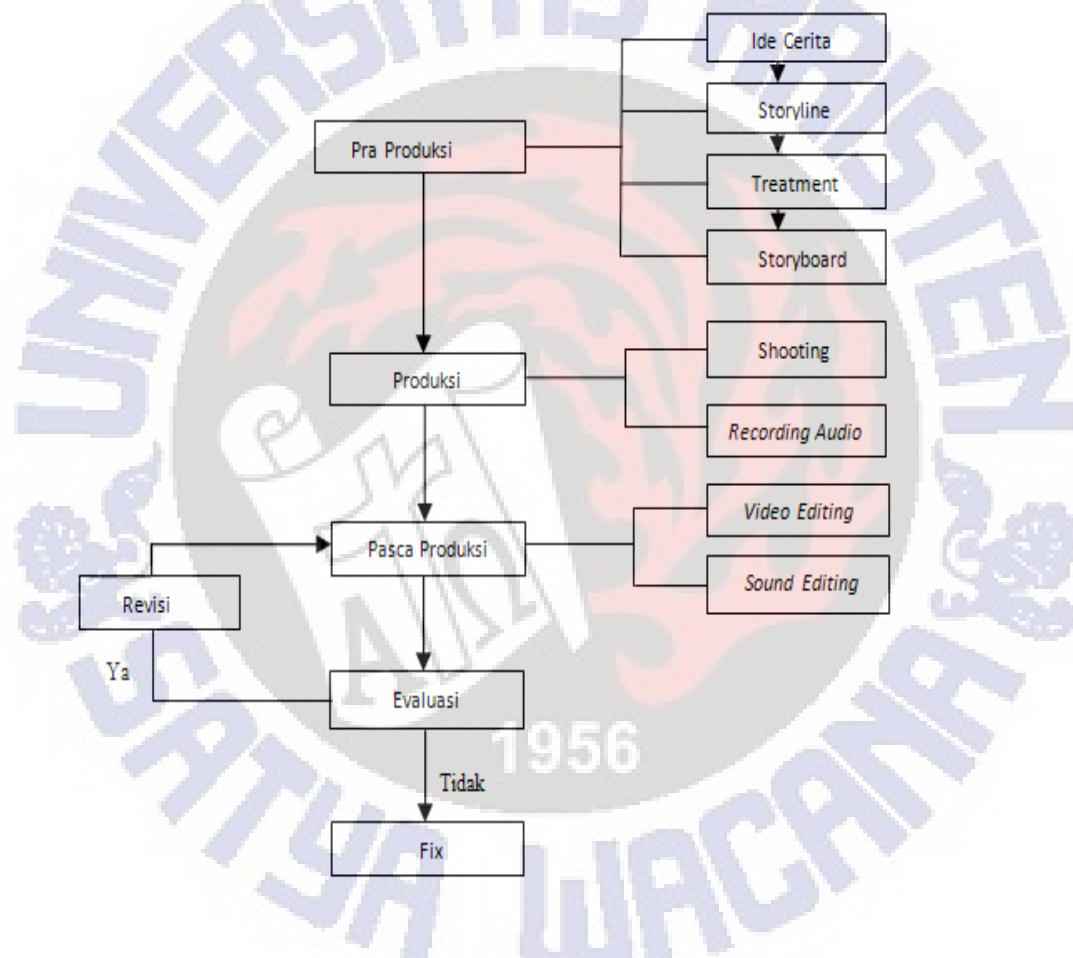 UNIVERSITAS KRISTEN
SATYA WACANA
1956
Pra Produksi
Ide Cerita
Storyline
Treatment
Storyboard
Produksi
Shooting
Recording Audio
Pasca Produksi
Video Editing
Sound Editing
Revisi
Ya
Evaluasi
Tidak
Fix